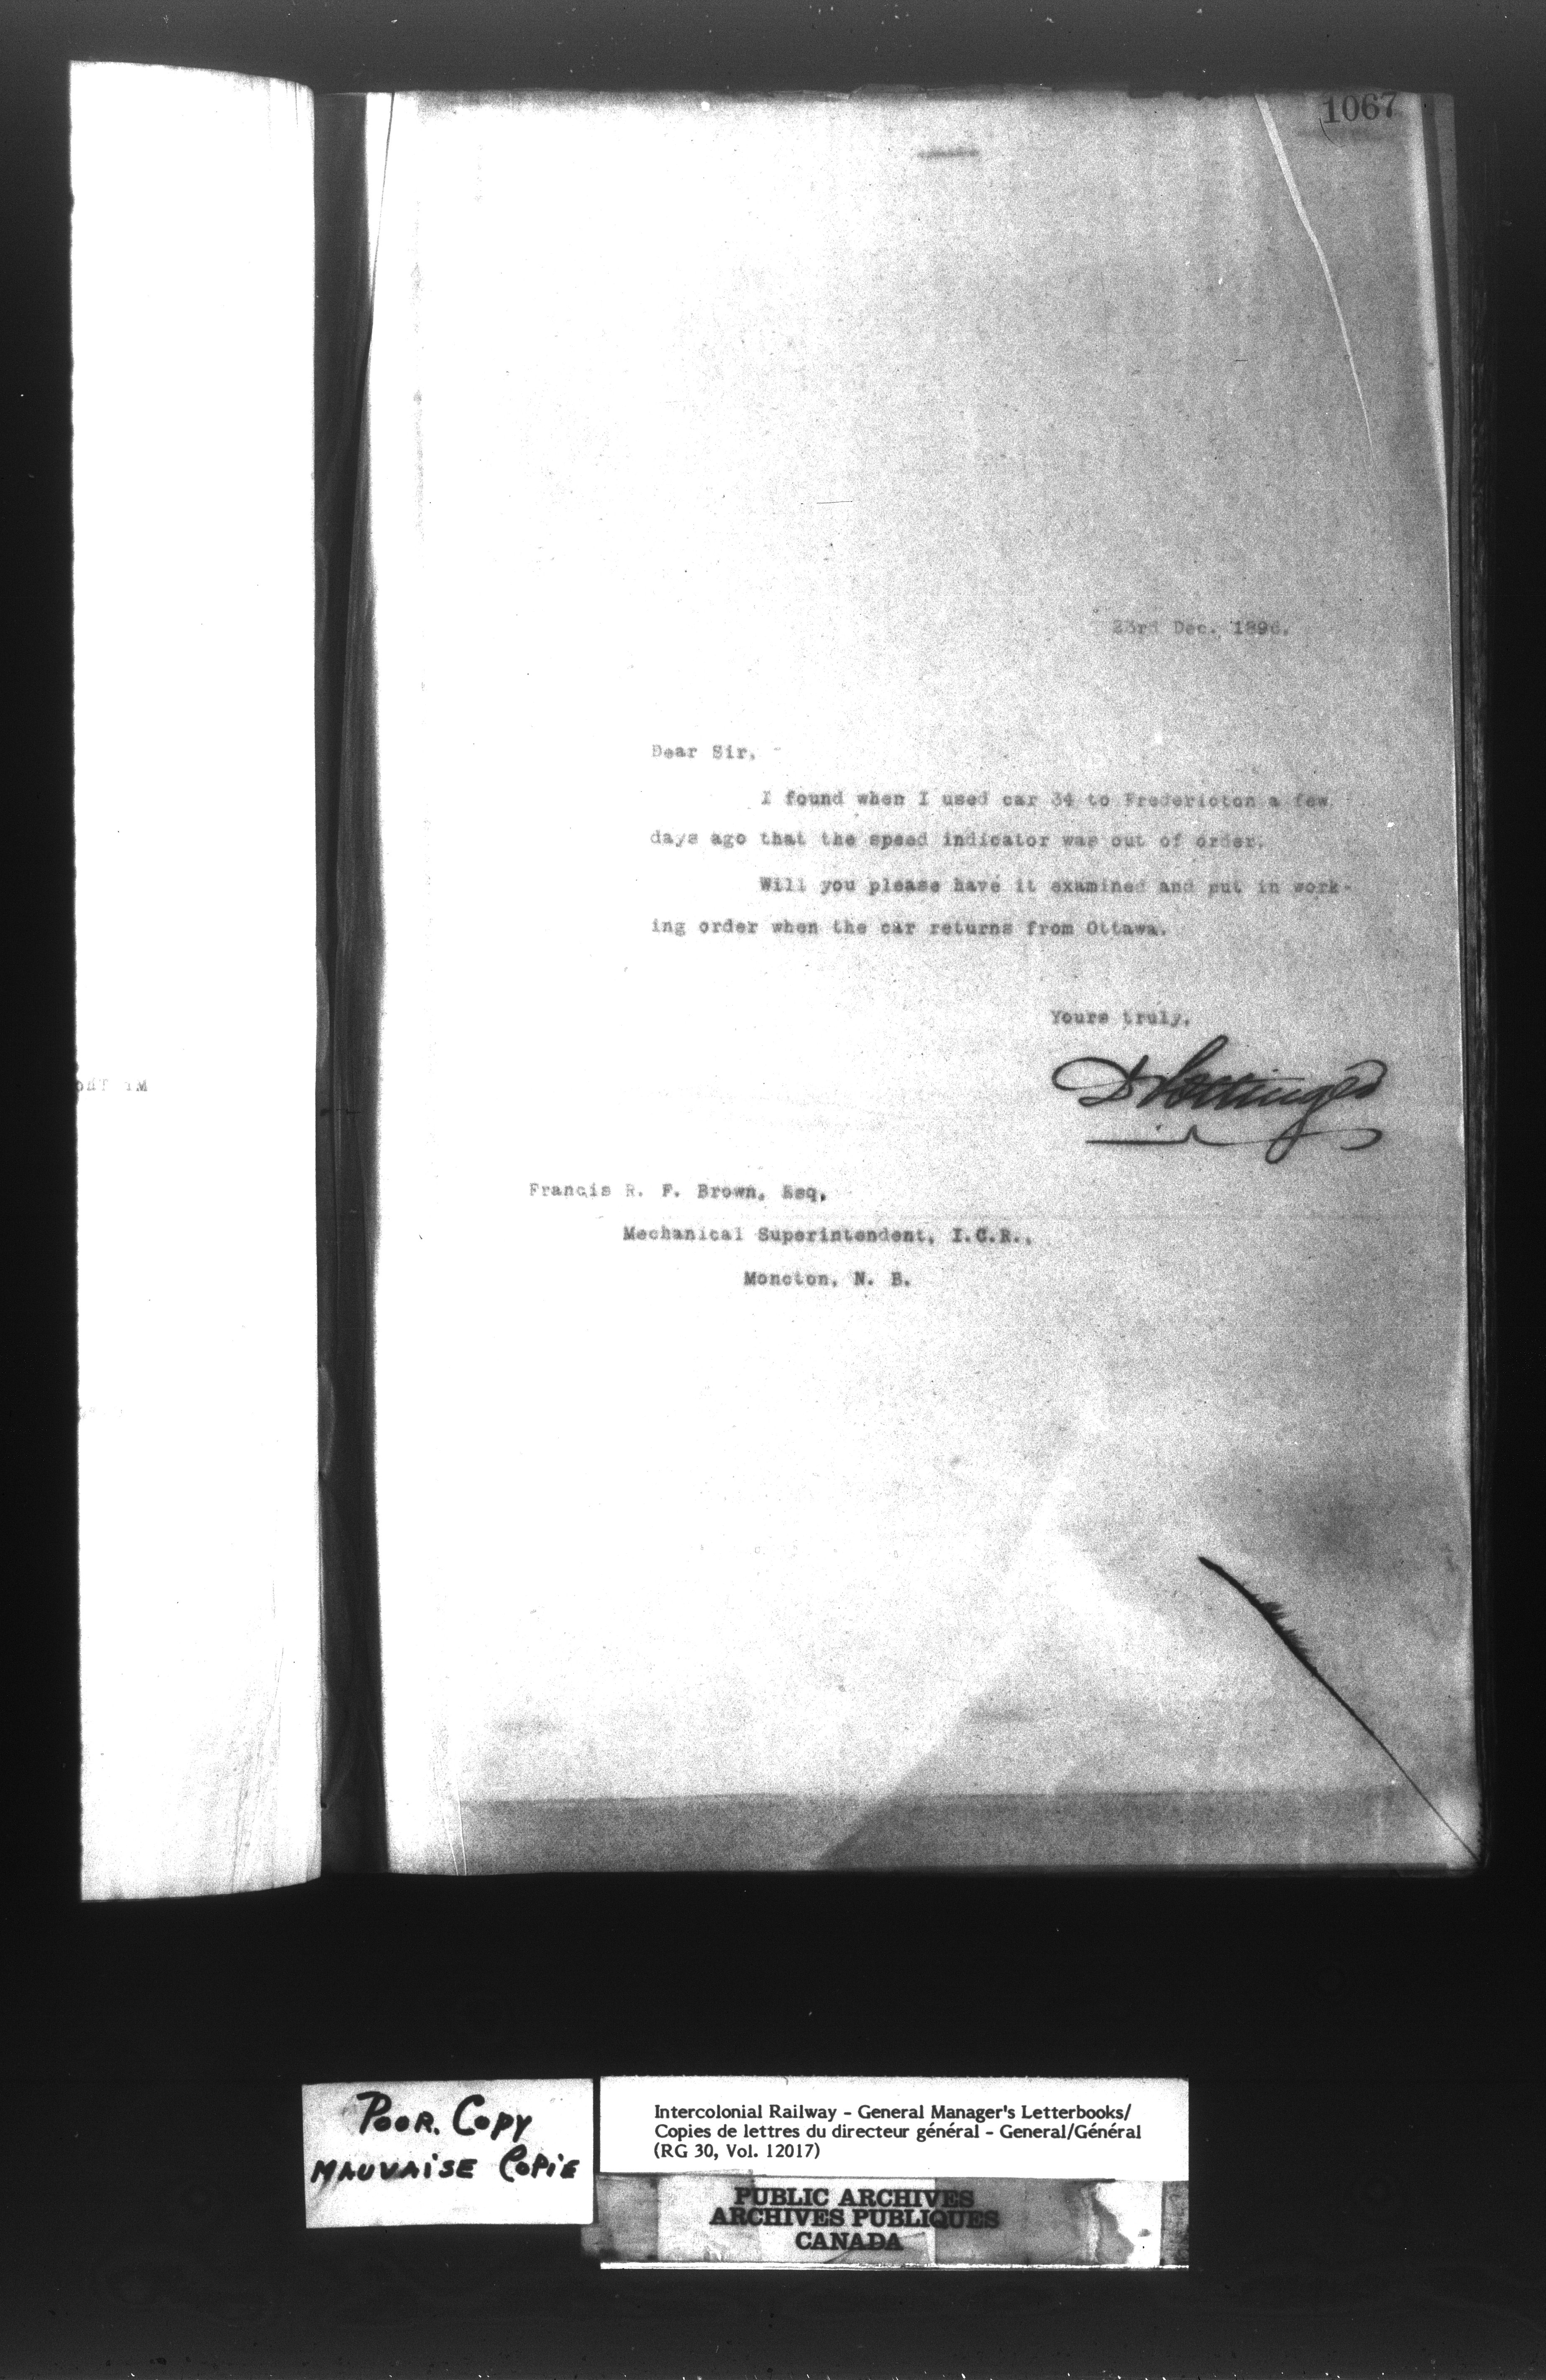 1067
23rd Dec. 1896.
Dear Sir,
I found when I used car 34 to Fredericton a few
days ago that the speed indicator was out of order.
Will you please have it examined and put in work-
ing order when the car returns from Ottawa.
Yours truly,
D Pottinger
Francis R. F. Brown, Esq.
Mechanical Superintendent, I.C.R.,
Moncton, N. B.
POOR. COPY
MAUVAISE COPIE
Intercolonial Railway - General Manager's Letterbooks/
Copies de lettres du directeur général - General/Général
(RG 30, Vol. 12017)
PUBLIC ARCHIVES
ARCHIVES PUBLIQUES
CANADA